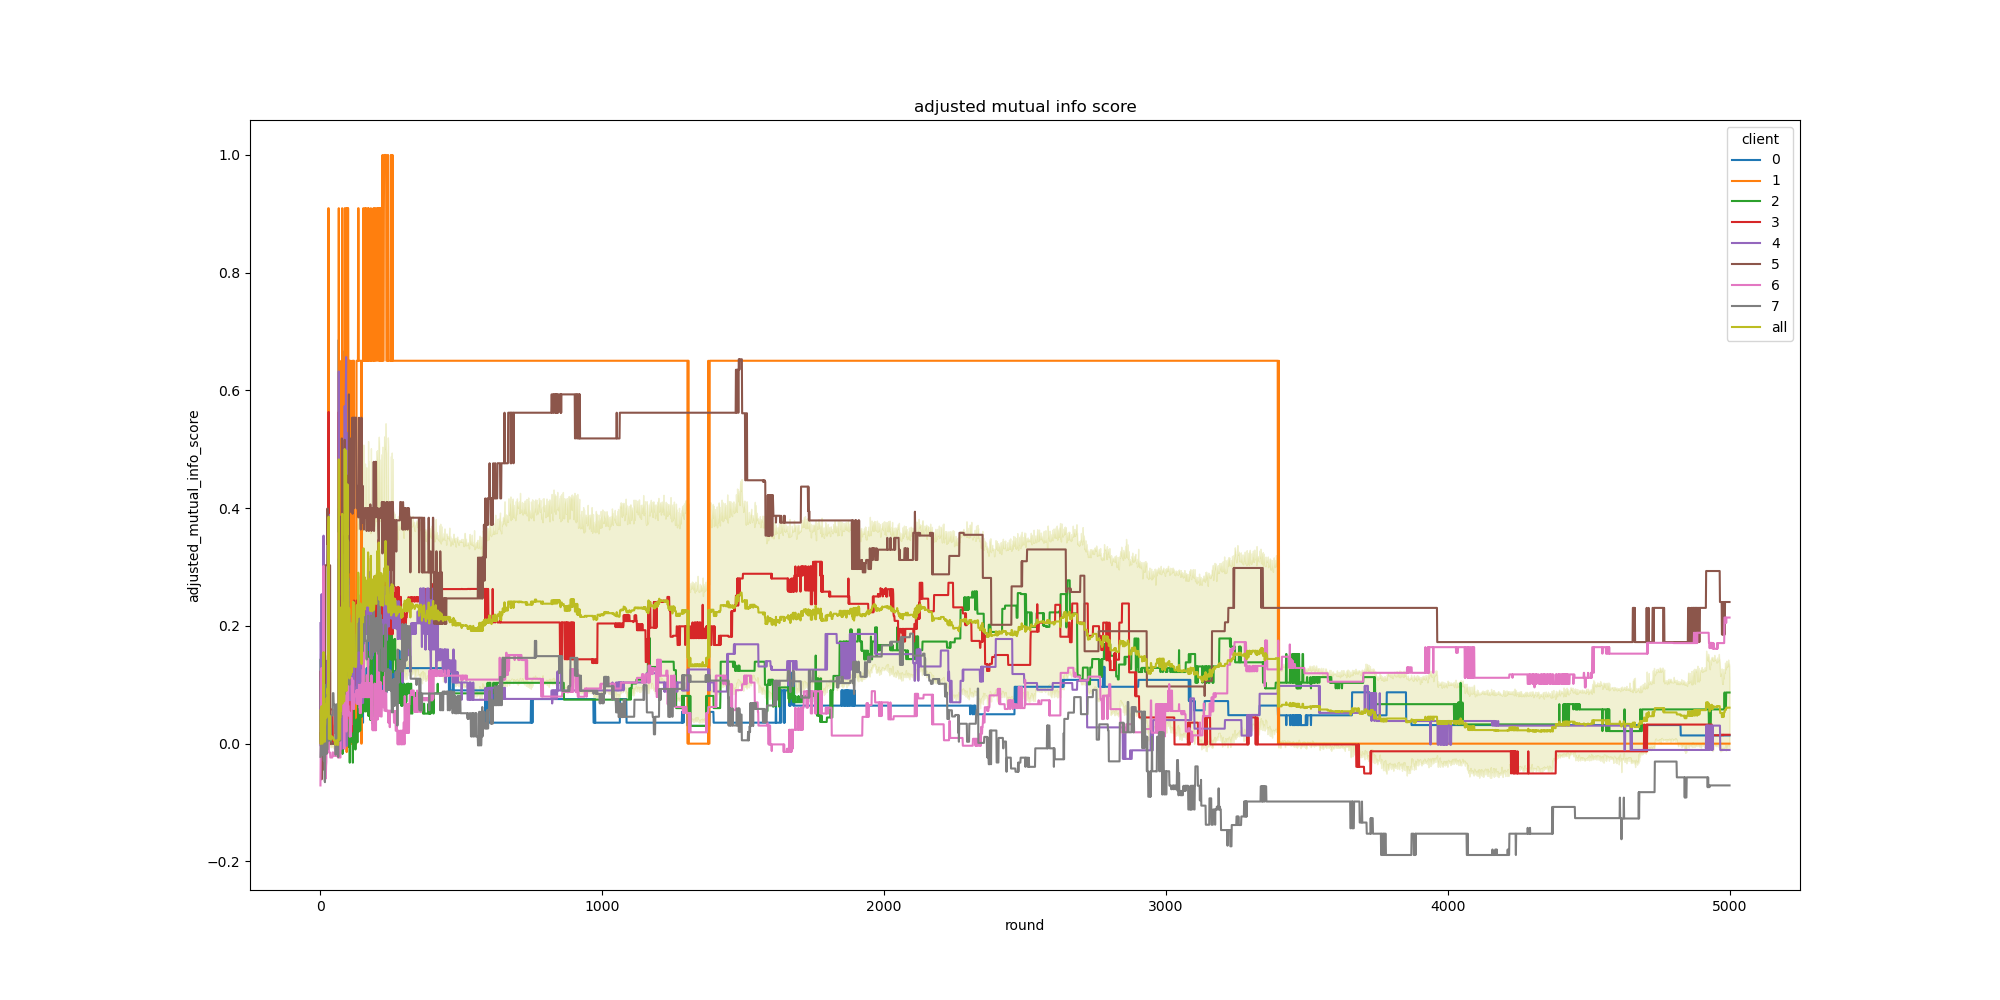 adjusted mutual info score
client
0
1
2
3
4
5
6
7
all
1.0
0.8
0.6
0.4
0.2
0.0
−0.2
adjusted_mutual_info_score
0 1000 2000 3000 4000 5000
round